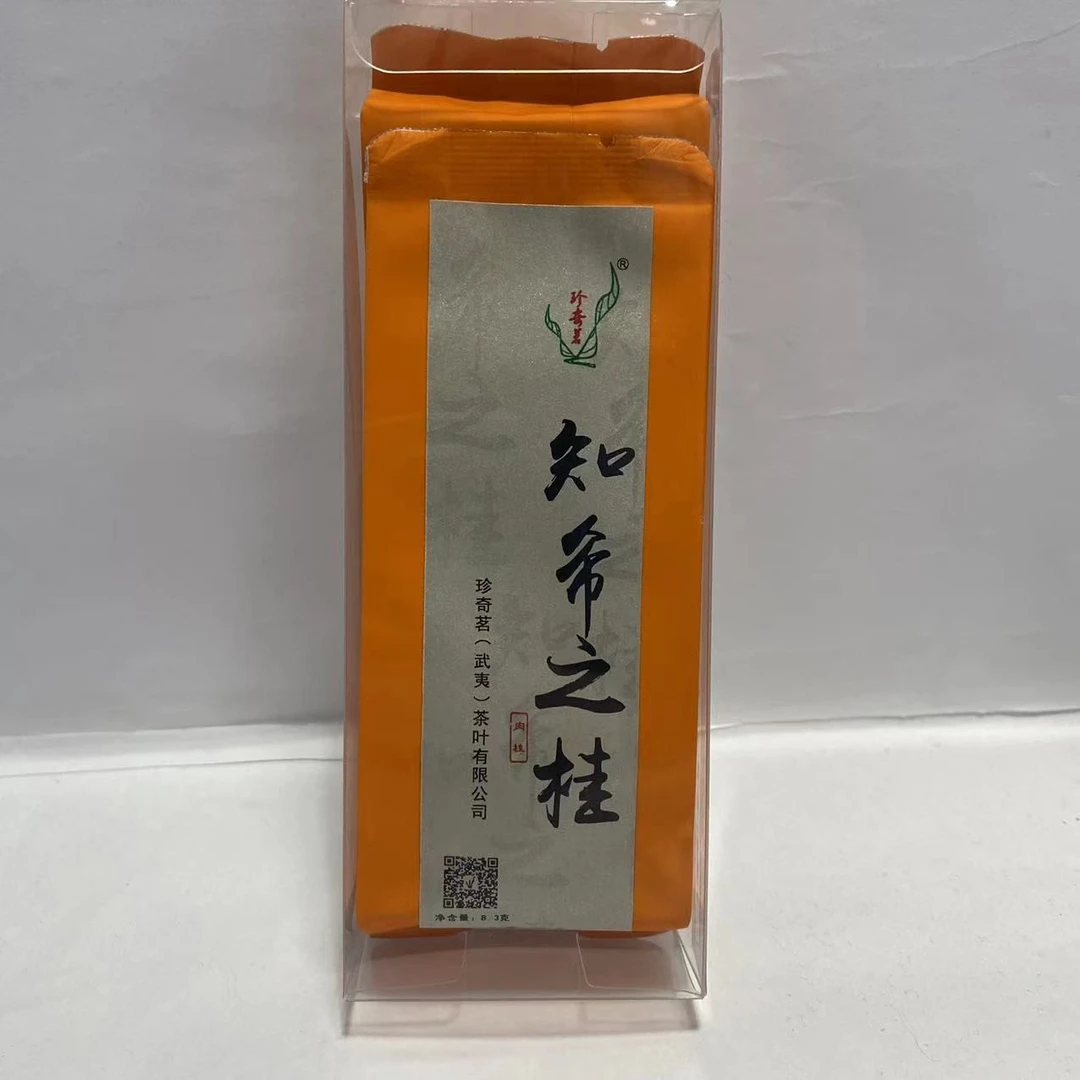 珍奇茗
®
知希之桂
肉桂
珍奇茗（武夷）茶叶有限公司
净含量：8.3克